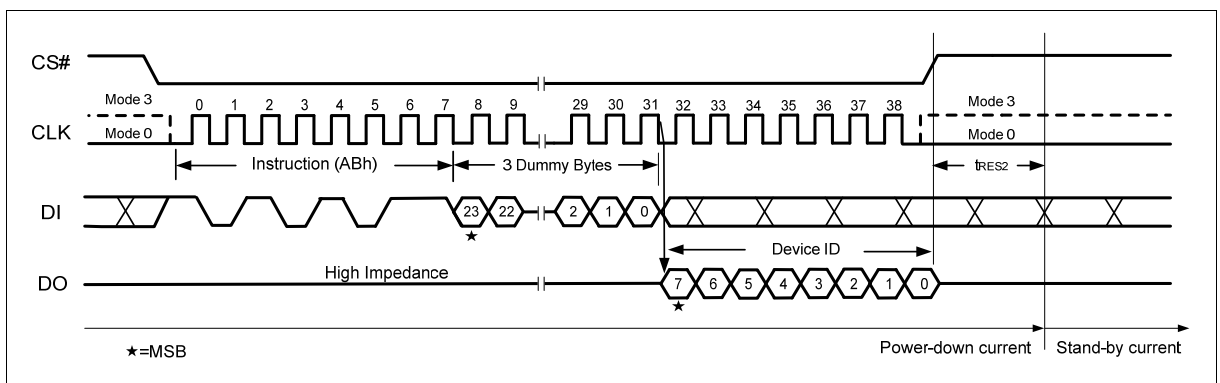 CS#
Mode 3 0 1 2 3 4 5 6 7 8 9 29 30 31 32 33 34 35 36 37 38 Mode 3
CLK Mode 0 Mode 0
Instruction (ABh) 3 Dummy Bytes tRES2
DI 23 22 2 1 0
★ Device ID
High Impedance
DO 7 6 5 4 3 2 1 0
★
★=MSB Power-down current Stand-by current